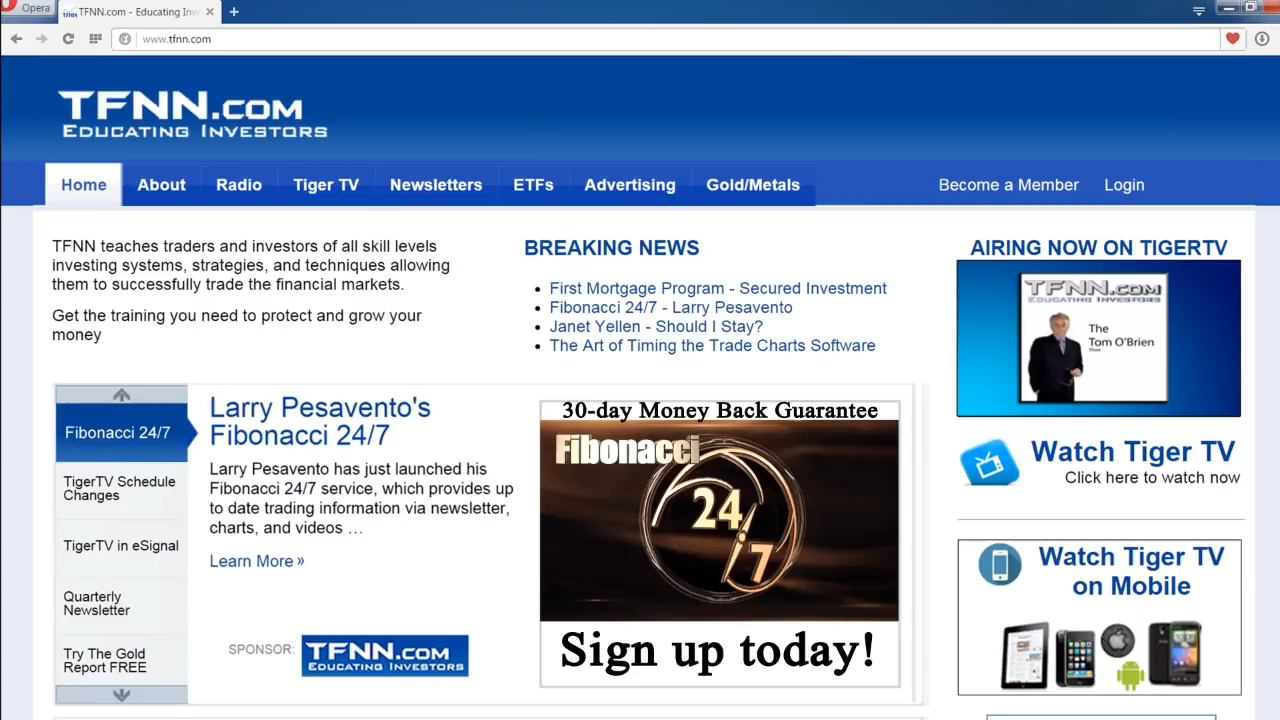 Opera
TFNN.com - Educating Inv
www.tfnn.com
TFNN.COM
EDUCATING INVESTORS
Home
About
Radio
Tiger TV
Newsletters
ETFs
Advertising
Gold/Metals
Become a Member
Login
TFNN teaches traders and investors of all skill levels
investing systems, strategies, and techniques allowing
them to successfully trade the financial markets.
Get the training you need to protect and grow your
money
BREAKING NEWS
First Mortgage Program - Secured Investment
Fibonacci 24/7 - Larry Pesavento
Janet Yellen - Should I Stay?
The Art of Timing the Trade Charts Software
AIRING NOW ON TIGERTV
TFNN.COM
EDUCATING INVESTORS
The
Tom O'Brien
Show
Watch Tiger TV
Click here to watch now
Watch Tiger TV
on Mobile
Fibonacci 24/7
TigerTV Schedule
Changes
TigerTV in eSignal
Quarterly
Newsletter
Try The Gold
Report FREE
Larry Pesavento's
Fibonacci 24/7
Larry Pesavento has just launched his
Fibonacci 24/7 service, which provides up
to date trading information via newsletter,
charts, and videos …
Learn More »
SPONSOR:
TFNN.COM
EDUCATING INVESTORS
30-day Money Back Guarantee
Fibonacci
24
7
Sign up today!